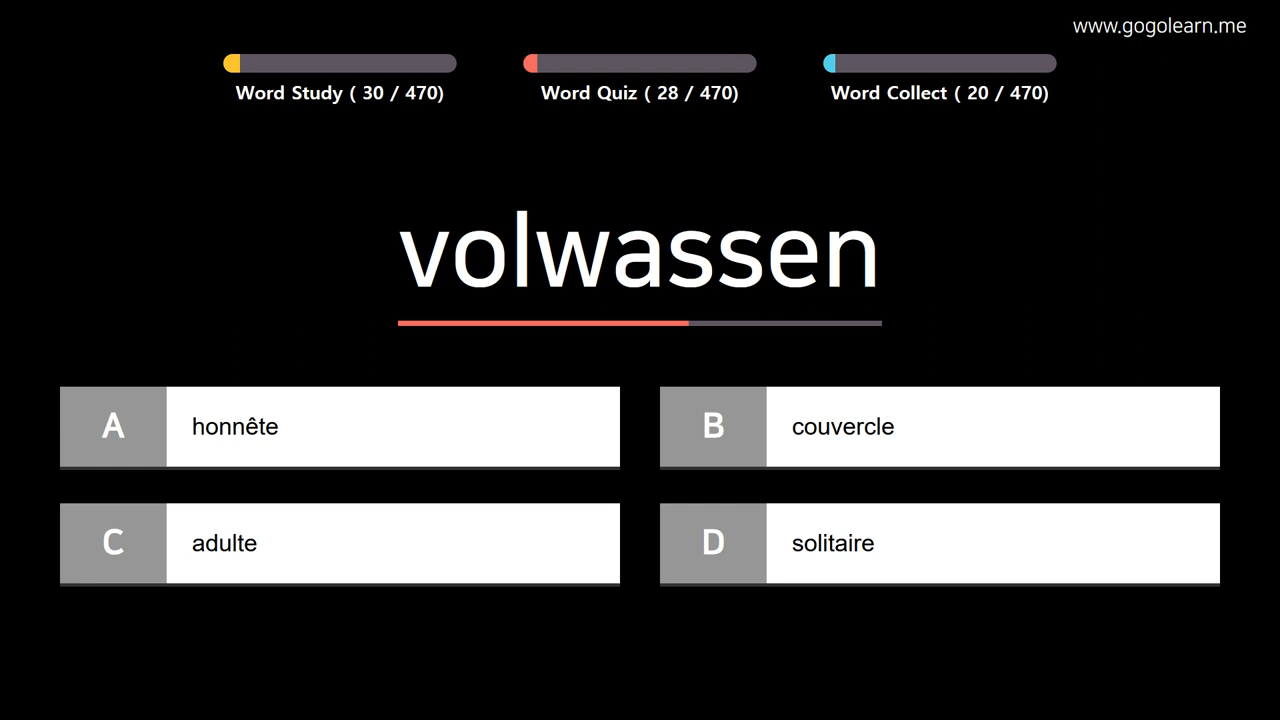 www.gogolearn.me
Word Study ( 30 / 470)
Word Quiz ( 28 / 470)
Word Collect ( 20 / 470)
volwassen
A honnête
B couvercle
C adulte
D solitaire